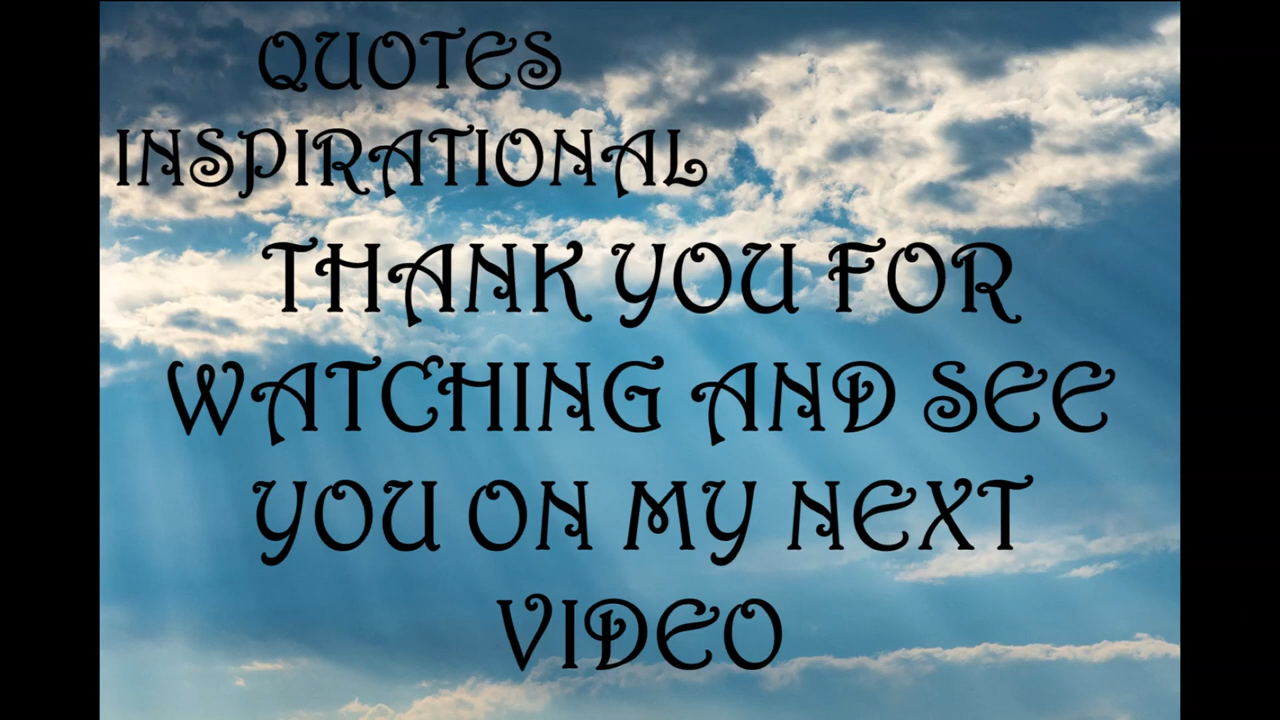 QUOTES
INSPIRATIONAL
THANK YOU FOR
WATCHING AND SEE
YOU ON MY NEXT
VIDEO